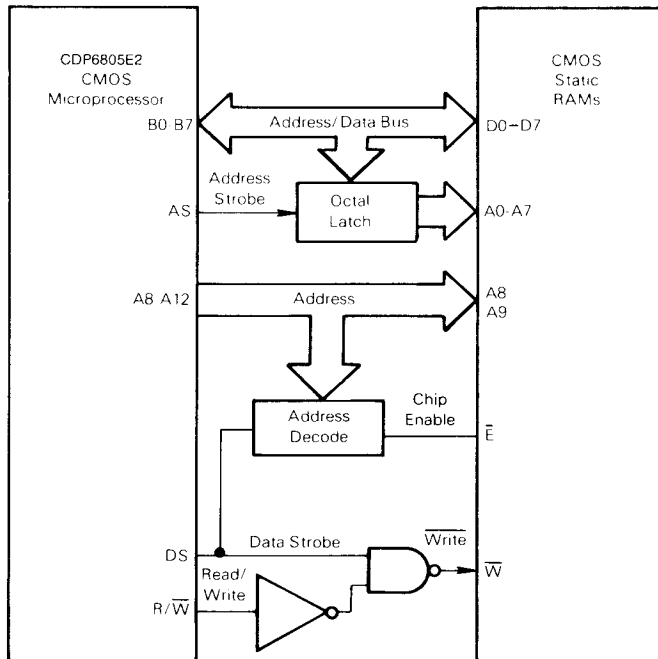 CDP6805E2
CMOS
Microprocessor
CMOS
Static
RAMs
B0-B7
Address/Data Bus
D0-D7
Address
Strobe
AS
Octal
Latch
A0-A7
A8-A12
Address
A8
A9
Address
Decode
Chip
Enable
E̅
DS
Data Strobe
W̅r̅i̅t̅e̅
W̅
Read/
Write
R/W̅